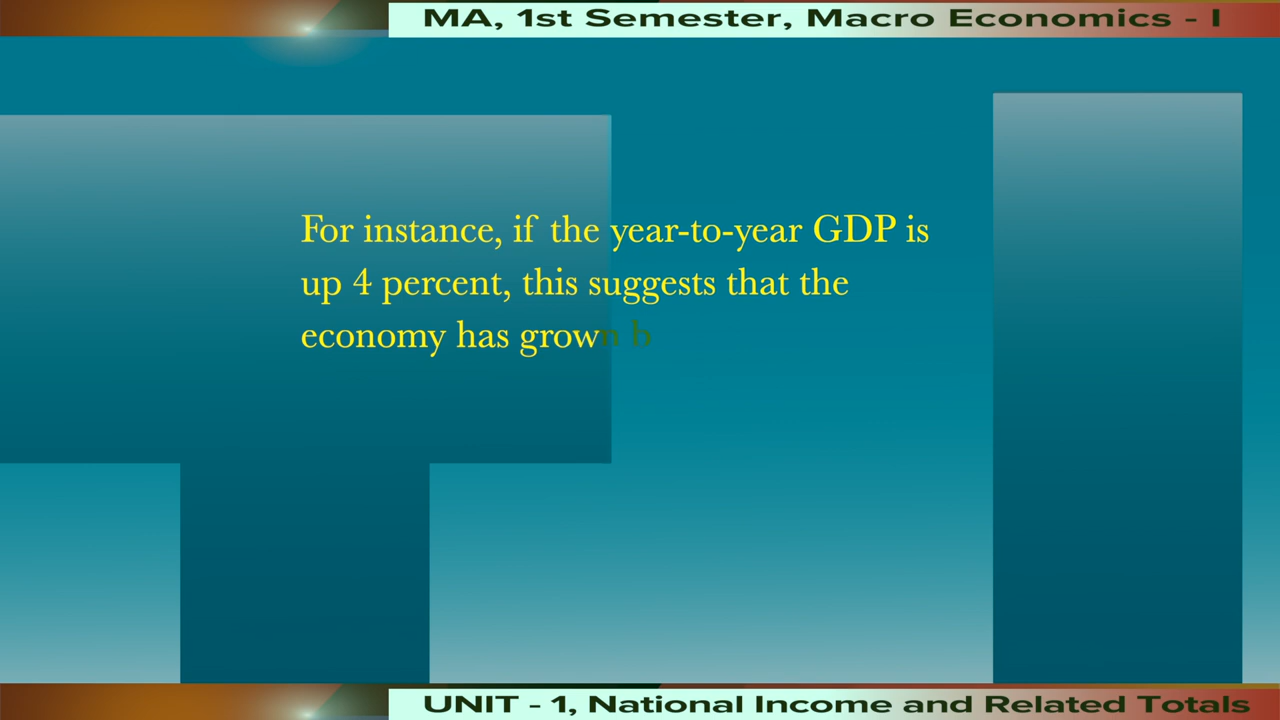 MA, 1st Semester, Macro Economics - I
For instance, if the year-to-year GDP is
up 4 percent, this suggests that the
economy has grown b
UNIT - 1, National Income and Related Totals